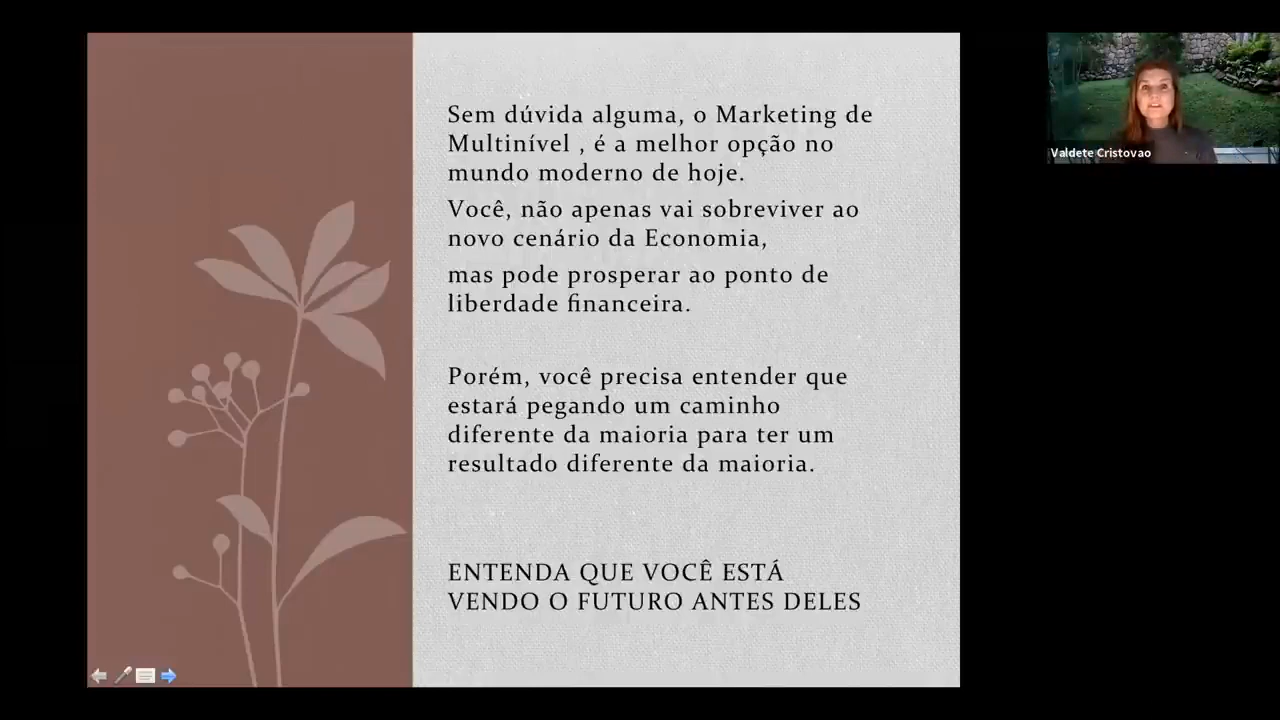 Sem dúvida alguma, o Marketing de
Multinível , é a melhor opção no
mundo moderno de hoje.
Você, não apenas vai sobreviver ao
novo cenário da Economia,
mas pode prosperar ao ponto de
liberdade financeira.
Porém, você precisa entender que
estará pegando um caminho
diferente da maioria para ter um
resultado diferente da maioria.
ENTENDA QUE VOCÊ ESTÁ
VENDO O FUTURO ANTES DELES
Valdete Cristovao